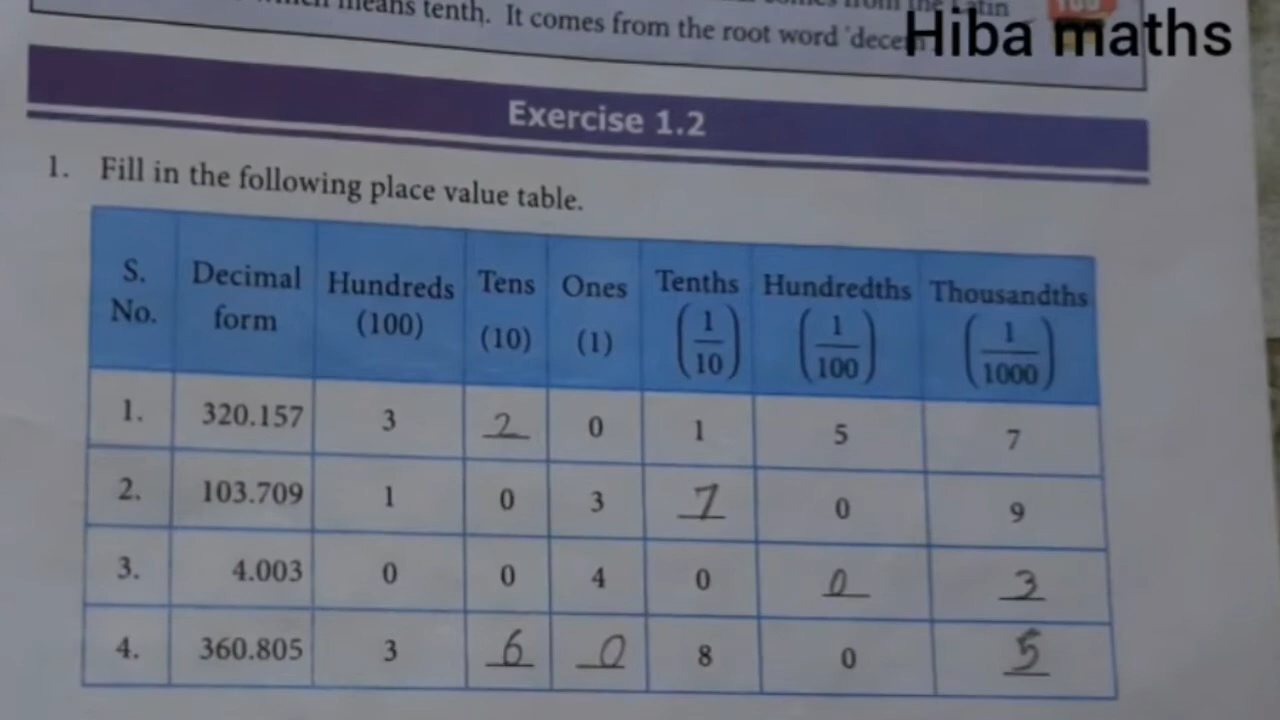 means tenth. It comes from the root word 'decem
Hiba maths
Exercise 1.2
1. Fill in the following place value table.
S. No. Decimal form Hundreds (100) Tens (10) Ones (1) Tenths (1/10) Hundredths (1/100) Thousandths (1/1000)
1. 320.157 3 2 0 1 5 7
2. 103.709 1 0 3 7 0 9
3. 4.003 0 0 4 0 0 3
4. 360.805 3 6 0 8 0 5